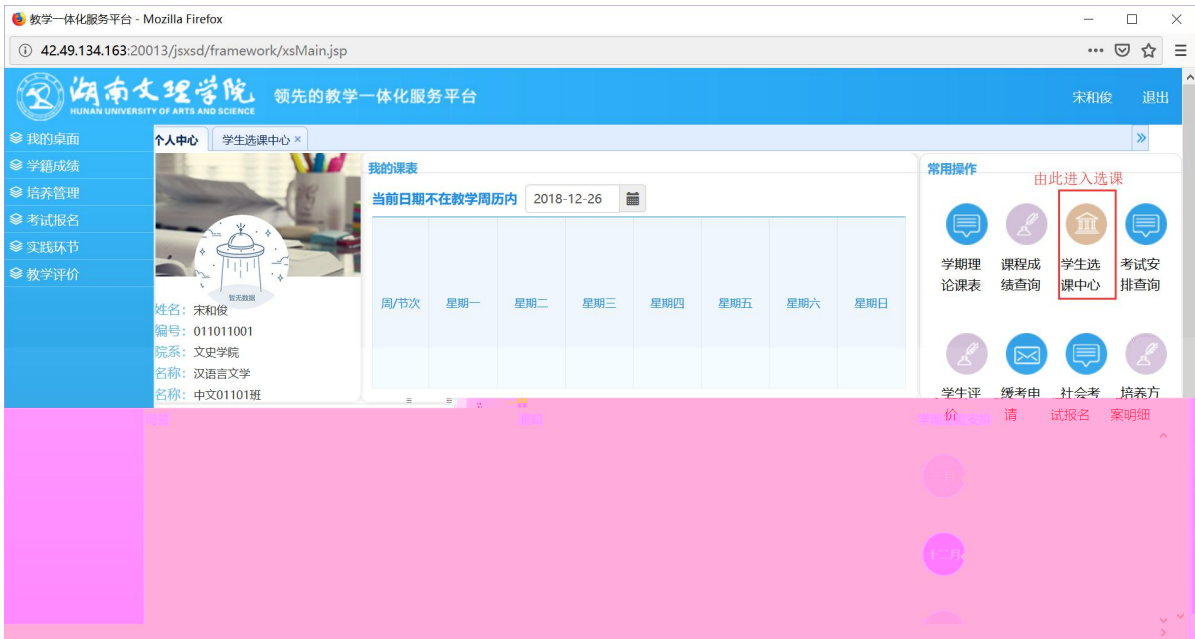 教学一体化服务平台 - Mozilla Firefox
42.49.134.163:20013/jsxsd/framework/xsMain.jsp
湖南文理学院
HUNAN UNIVERSITY OF ARTS AND SCIENCE
领先的教学一体化服务平台
宋和俊 退出
我的桌面
学籍成绩
培养管理
考试报名
实践环节
教学评价
个人中心 学生选课中心 ×
暂无数据
姓名: 宋和俊
编号: 011011001
院系: 文史学院
名称: 汉语言文学
名称: 中文01101班
我的课表
当前日期不在教学周历内 2018-12-26
周/节次 星期一 星期二 星期三 星期四 星期五 星期六 星期日
常用操作
由此进入选课
学期理 课程成 学生选 考试安
论课表 绩查询 课中心 排查询
学生评 缓考申 社会考 培养方
价 请 试报名 案明细
通知
十二月